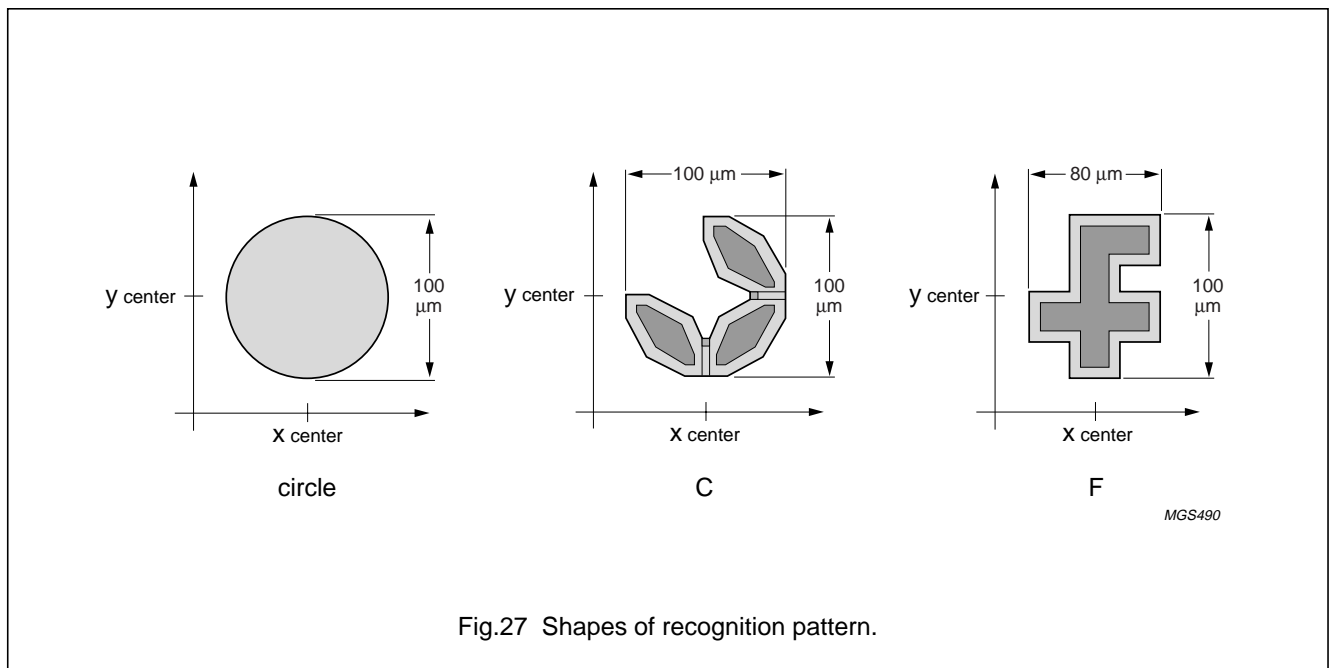 100 μm
80 μm
y center
100
μm
x center
circle
y center
100
μm
x center
C
y center
100
μm
x center
F
MGS490
Fig.27 Shapes of recognition pattern.